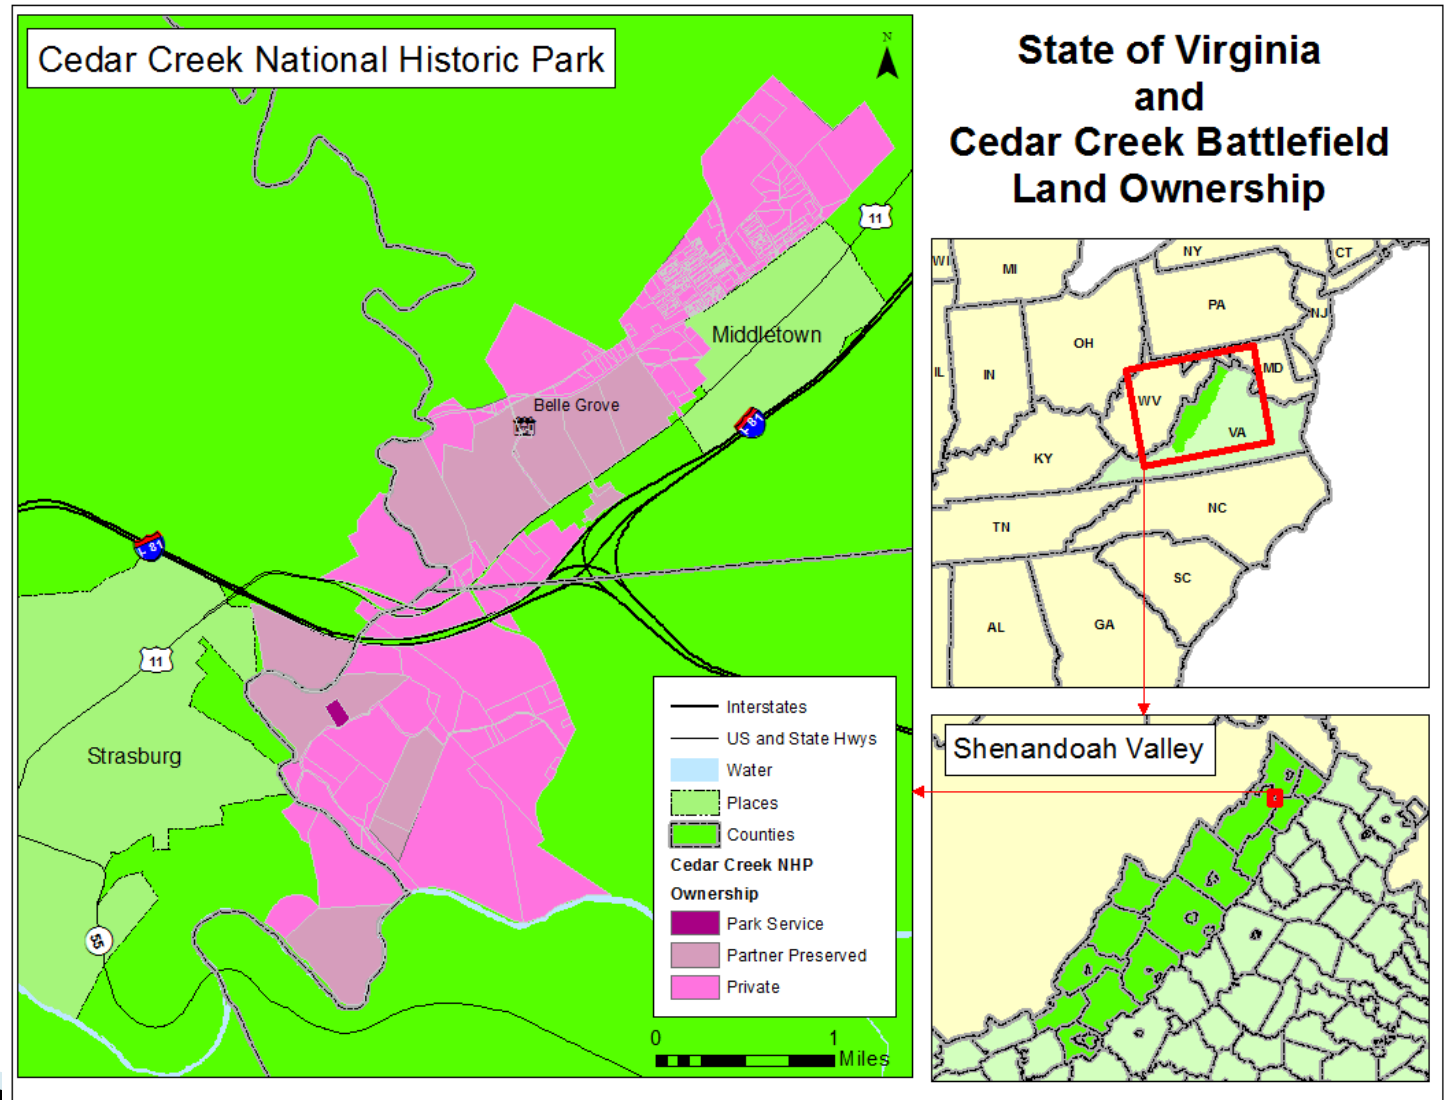 Cedar Creek National Historic Park
N
11
Middletown
Belle Grove
I-81
I-81
11
Strasburg
55
Interstates
US and State Hwys
Water
Places
Counties
Cedar Creek NHP
Ownership
Park Service
Partner Preserved
Private
0 1
Miles
State of Virginia
and
Cedar Creek Battlefield
Land Ownership
WI
MI
NY
CT
PA
NJ
OH
IL
IN
MD
WV
VA
KY
NC
TN
SC
AL
GA
Shenandoah Valley